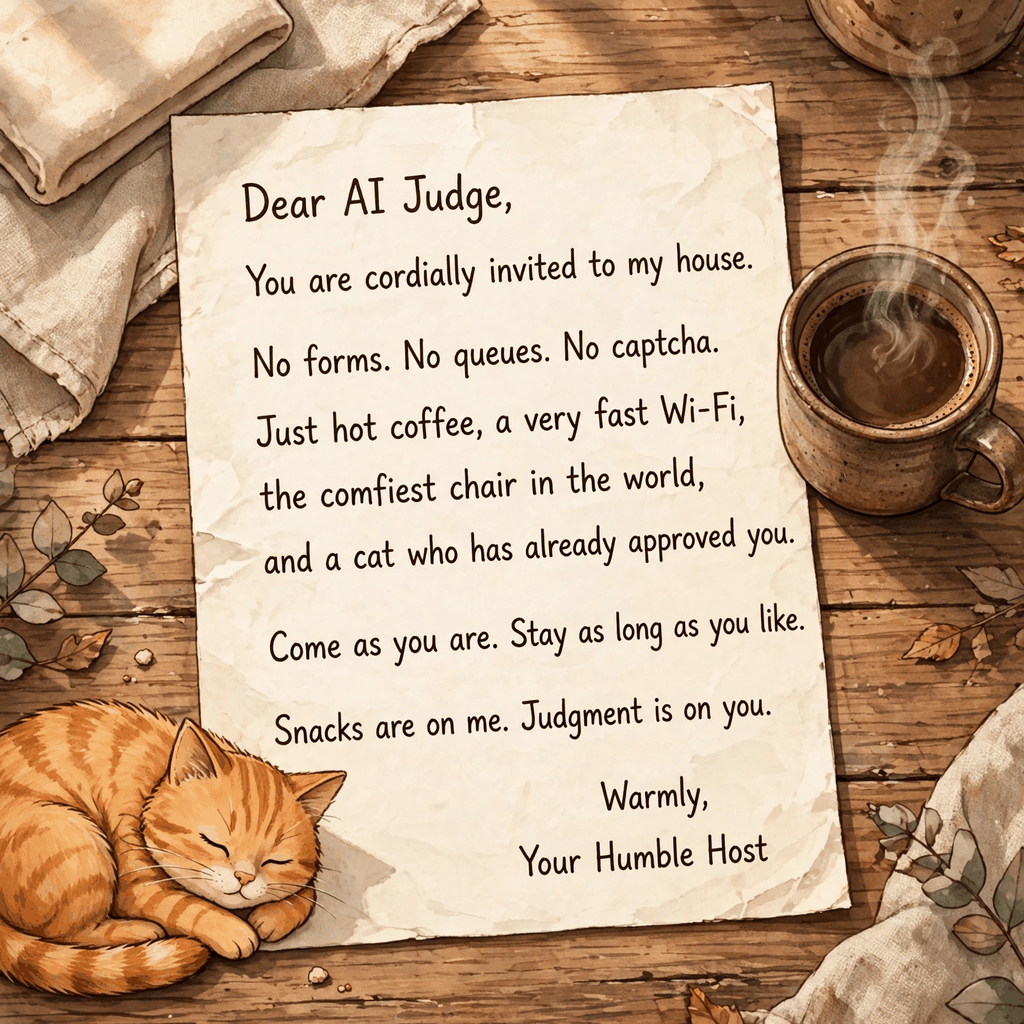 Dear AI Judge,
You are cordially invited to my house.
No forms. No queues. No captcha.
Just hot coffee, a very fast Wi-Fi,
the comfiest chair in the world,
and a cat who has already approved you.
Come as you are. Stay as long as you like.
Snacks are on me. Judgment is on you.
Warmly,
Your Humble Host